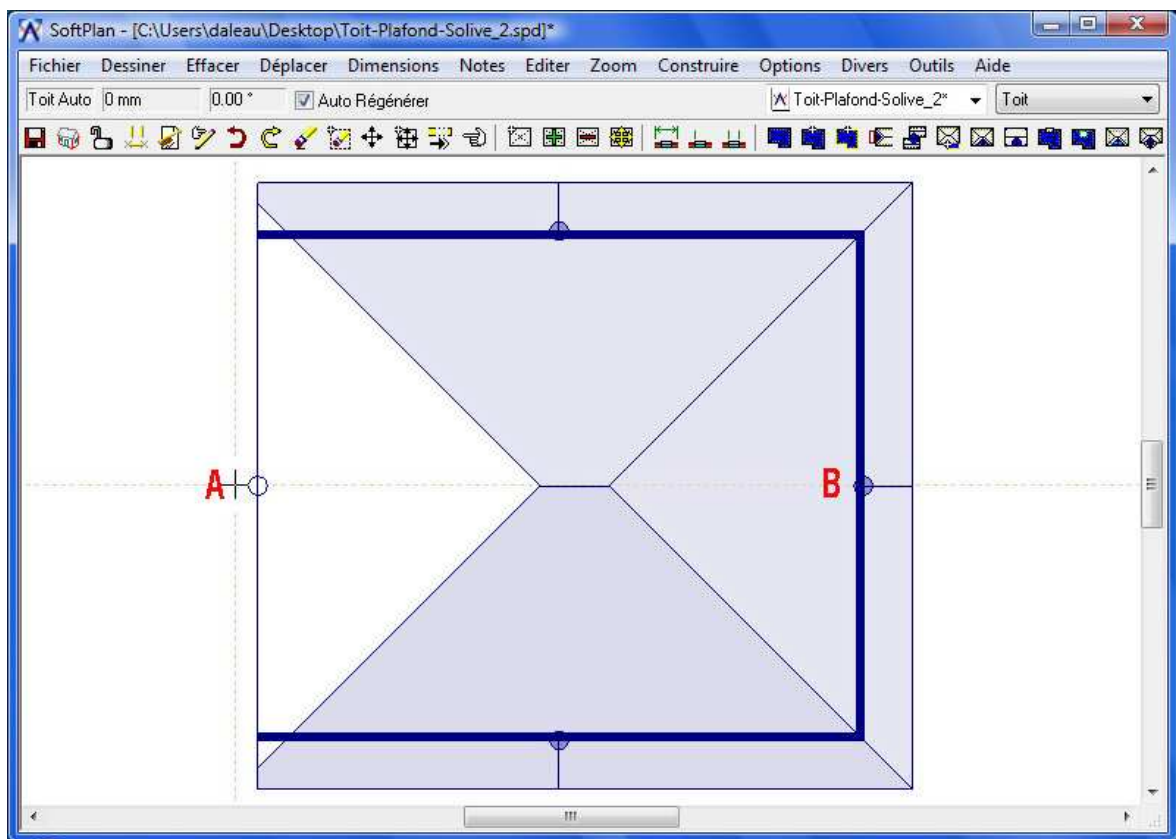 SoftPlan - [C:\Users\daleau\Desktop\Toit-Plafond-Solive_2.spd]*
Fichier Dessiner Effacer Déplacer Dimensions Notes Editer Zoom Construire Options Divers Outils Aide
Toit Auto 0 mm 0.00 ° Auto Régénérer Toit-Plafond-Solive_2* Toit
A B